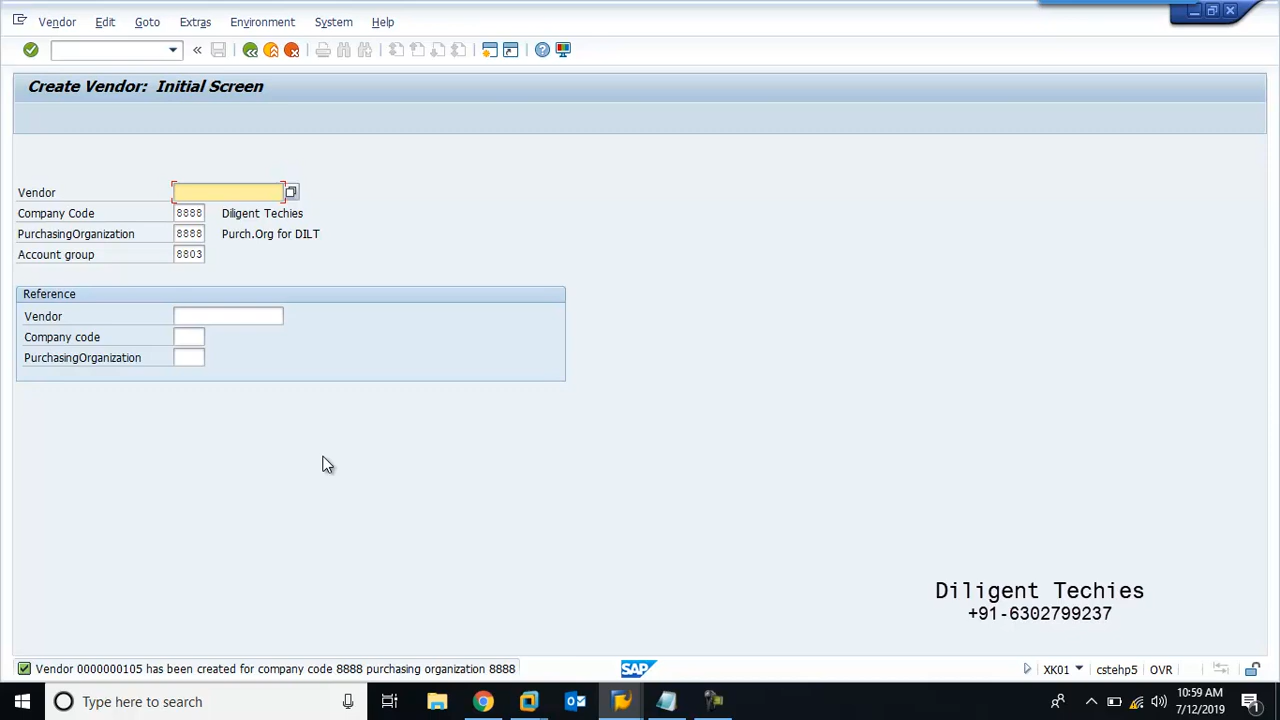 Vendor Edit Goto Extras Environment System Help
Create Vendor: Initial Screen
Vendor
Company Code 8888 Diligent Techies
PurchasingOrganization 8888 Purch.Org for DILT
Account group 8803
Reference
Vendor
Company code
PurchasingOrganization
Diligent Techies
+91-6302799237
Vendor 0000000105 has been created for company code 8888 purchasing organization 8888
SAP
XK01 cstehp5 OVR
Type here to search
10:59 AM
7/12/2019
1